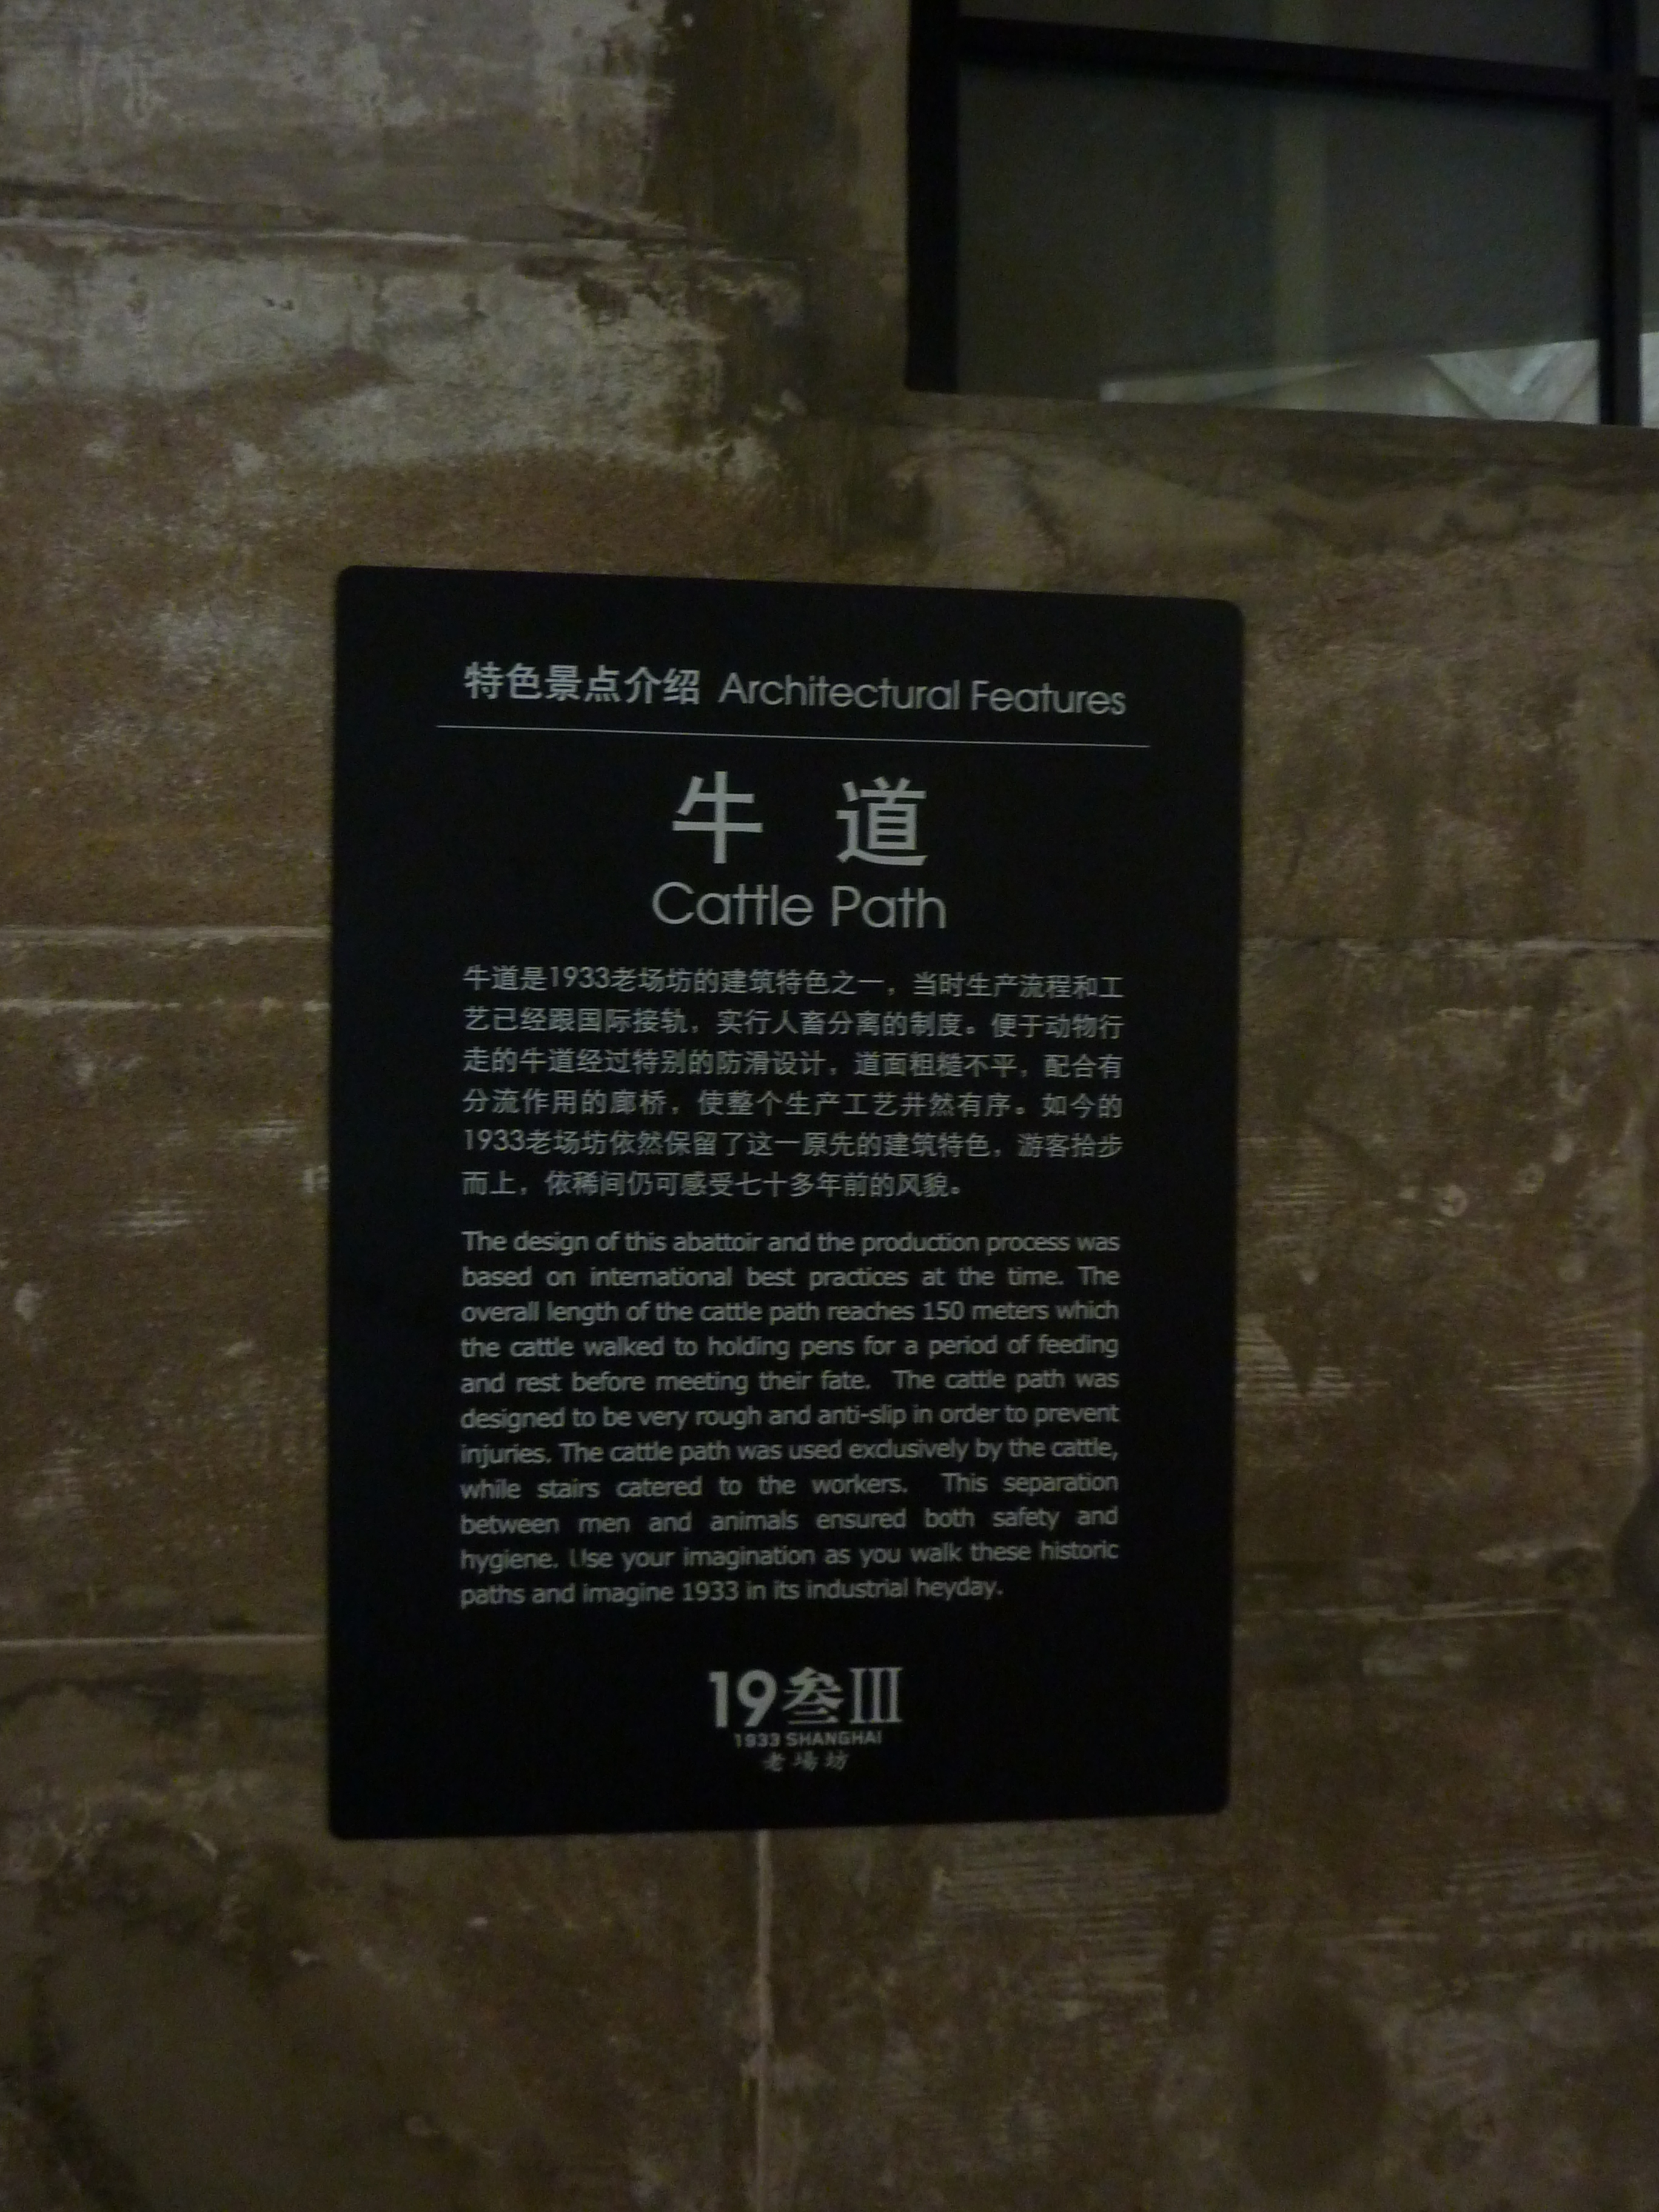 特色景点介绍 Architectural Features
牛 道
Cattle Path
牛道是1933老场坊的建筑特色之一，当时生产流程和工
艺已经跟国际接轨，实行人畜分离的制度。便于动物行
走的牛道经过特别的防滑设计，道面粗糙不平，配合有
分流作用的廊桥，使整个生产工艺井然有序。如今的
1933老场坊依然保留了这一原先的建筑特色，游客拾步
而上，依稀间仍可感受七十多年前的风貌。
The design of this abattoir and the production process was
based on international best practices at the time. The
overall length of the cattle path reaches 150 meters which
the cattle walked to holding pens for a period of feeding
and rest before meeting their fate. The cattle path was
designed to be very rough and anti-slip in order to prevent
injuries. The cattle path was used exclusively by the cattle,
while stairs catered to the workers. This separation
between men and animals ensured both safety and
hygiene. Use your imagination as you walk these historic
paths and imagine 1933 in its industrial heyday.
19叁III
1933 SHANGHAI
老場坊